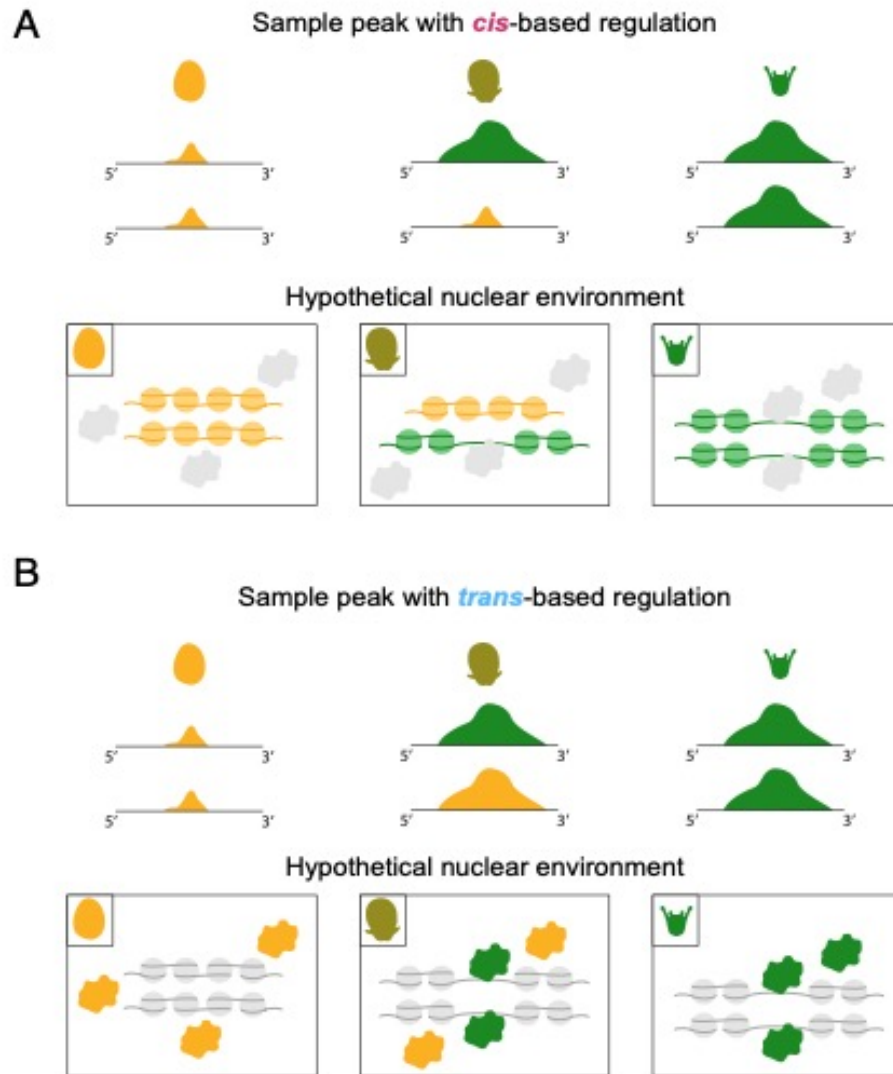 A
Sample peak with cis-based regulation
5' 3' 5' 3' 5' 3'
5' 3' 5' 3' 5' 3'
Hypothetical nuclear environment
B
Sample peak with trans-based regulation
5' 3' 5' 3' 5' 3'
5' 3' 5' 3' 5' 3'
Hypothetical nuclear environment